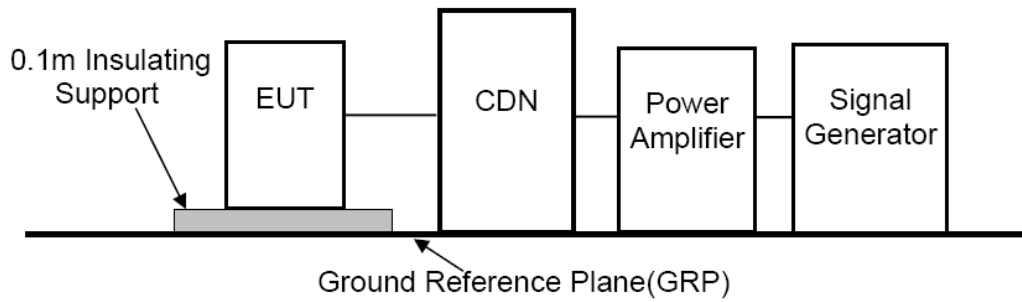 0.1m Insulating
Support
EUT
CDN
Power
Amplifier
Signal
Generator
Ground Reference Plane(GRP)